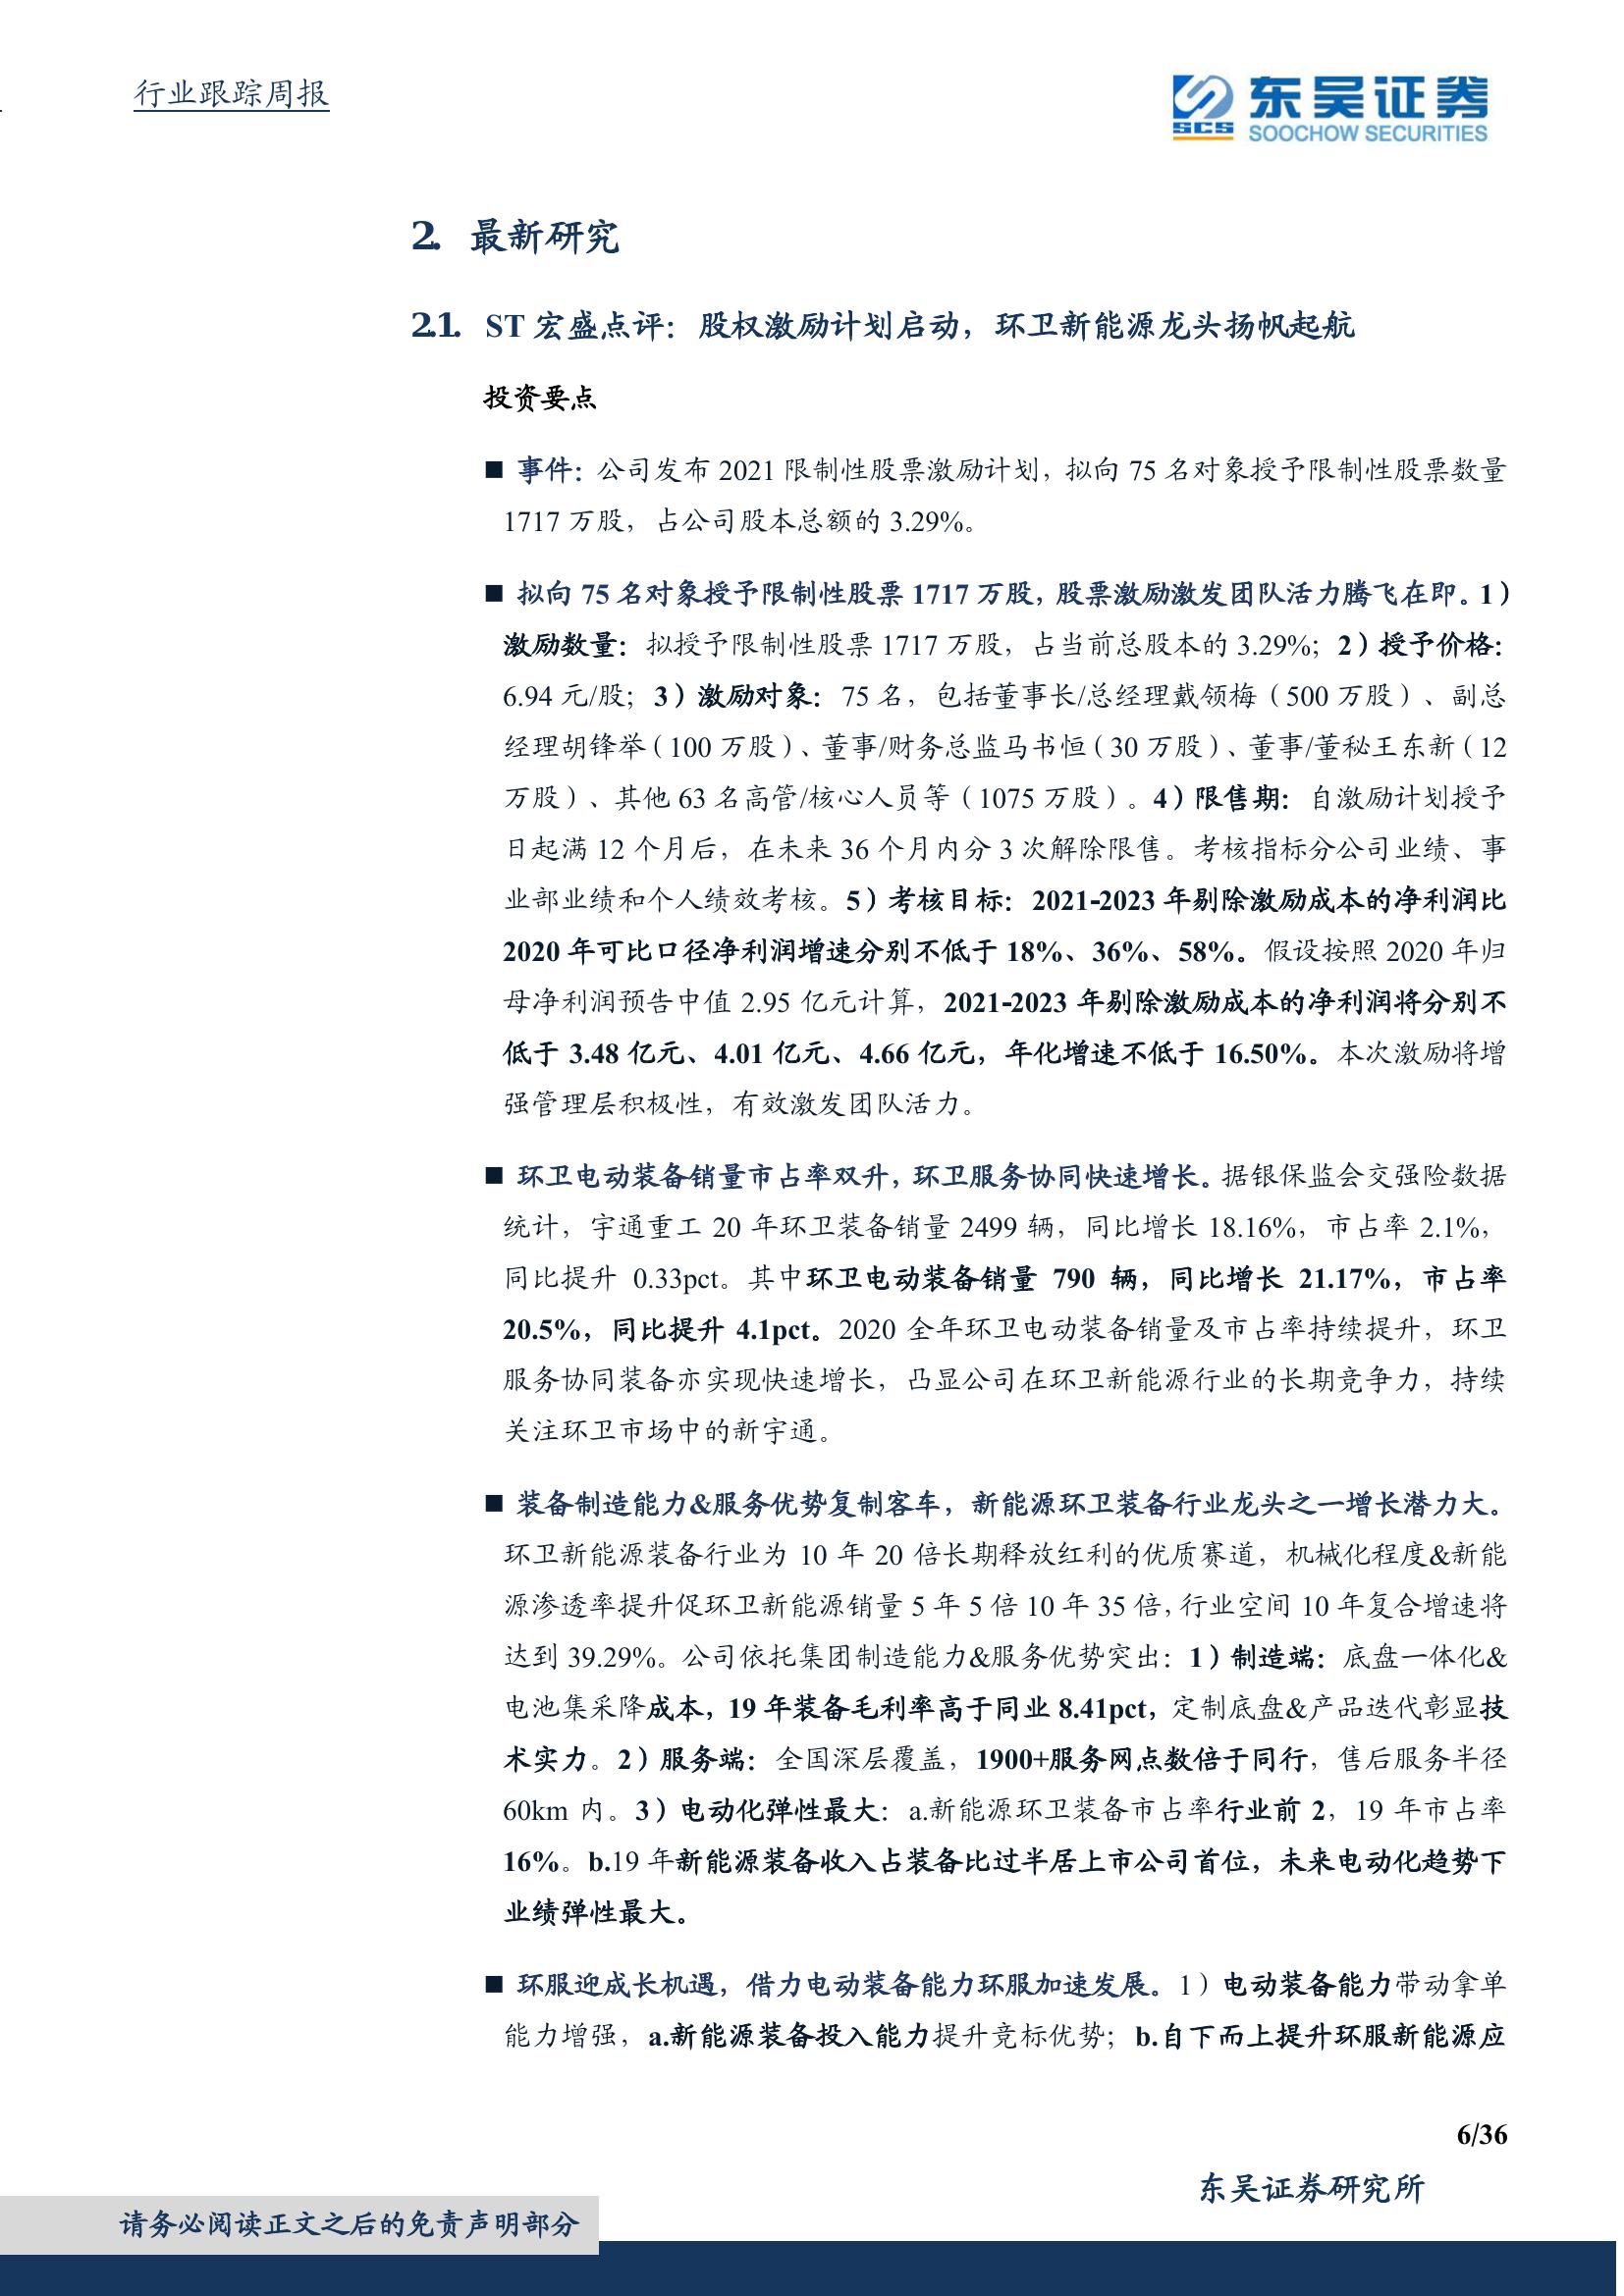 行业跟踪周报
SCS 东吴证券
SOOCHOW SECURITIES
2. 最新研究
2.1. ST 宏盛点评：股权激励计划启动，环卫新能源龙头扬帆起航
投资要点
■ 事件：公司发布 2021 限制性股票激励计划，拟向 75 名对象授予限制性股票数量
1717 万股，占公司股本总额的 3.29%。
■ 拟向 75 名对象授予限制性股票 1717 万股，股票激励激发团队活力腾飞在即。1）
激励数量：拟授予限制性股票 1717 万股，占当前总股本的 3.29%；2）授予价格：
6.94 元/股；3）激励对象：75 名，包括董事长/总经理戴领梅（500 万股）、副总
经理胡锋举（100 万股）、董事/财务总监马书恒（30 万股）、董事/董秘王东新（12
万股）、其他 63 名高管/核心人员等（1075 万股）。4）限售期：自激励计划授予
日起满 12 个月后，在未来 36 个月内分 3 次解除限售。考核指标分公司业绩、事
业部业绩和个人绩效考核。5）考核目标：2021-2023 年剔除激励成本的净利润比
2020 年可比口径净利润增速分别不低于 18%、36%、58%。假设按照 2020 年归
母净利润预告中值 2.95 亿元计算，2021-2023 年剔除激励成本的净利润将分别不
低于 3.48 亿元、4.01 亿元、4.66 亿元，年化增速不低于 16.50%。本次激励将增
强管理层积极性，有效激发团队活力。
■ 环卫电动装备销量市占率双升，环卫服务协同快速增长。据银保监会交强险数据
统计，宇通重工 20 年环卫装备销量 2499 辆，同比增长 18.16%，市占率 2.1%，
同比提升 0.33pct。其中环卫电动装备销量 790 辆，同比增长 21.17%，市占率
20.5%，同比提升 4.1pct。2020 全年环卫电动装备销量及市占率持续提升，环卫
服务协同装备亦实现快速增长，凸显公司在环卫新能源行业的长期竞争力，持续
关注环卫市场中的新宇通。
■ 装备制造能力&服务优势复制客车，新能源环卫装备行业龙头之一增长潜力大。
环卫新能源装备行业为 10 年 20 倍长期释放红利的优质赛道，机械化程度&新能
源渗透率提升促环卫新能源销量 5 年 5 倍 10 年 35 倍，行业空间 10 年复合增速将
达到 39.29%。公司依托集团制造能力&服务优势突出：1）制造端：底盘一体化&
电池集采降成本，19 年装备毛利率高于同业 8.41pct，定制底盘&产品迭代彰显技
术实力。2）服务端：全国深层覆盖，1900+服务网点数倍于同行，售后服务半径
60km 内。3）电动化弹性最大：a.新能源环卫装备市占率行业前 2，19 年市占率
16%。b.19 年新能源装备收入占装备比过半居上市公司首位，未来电动化趋势下
业绩弹性最大。
■ 环服迎成长机遇，借力电动装备能力环服加速发展。1）电动装备能力带动拿单
能力增强，a.新能源装备投入能力提升竞标优势；b.自下而上提升环服新能源应
6/36
东吴证券研究所
请务必阅读正文之后的免责声明部分